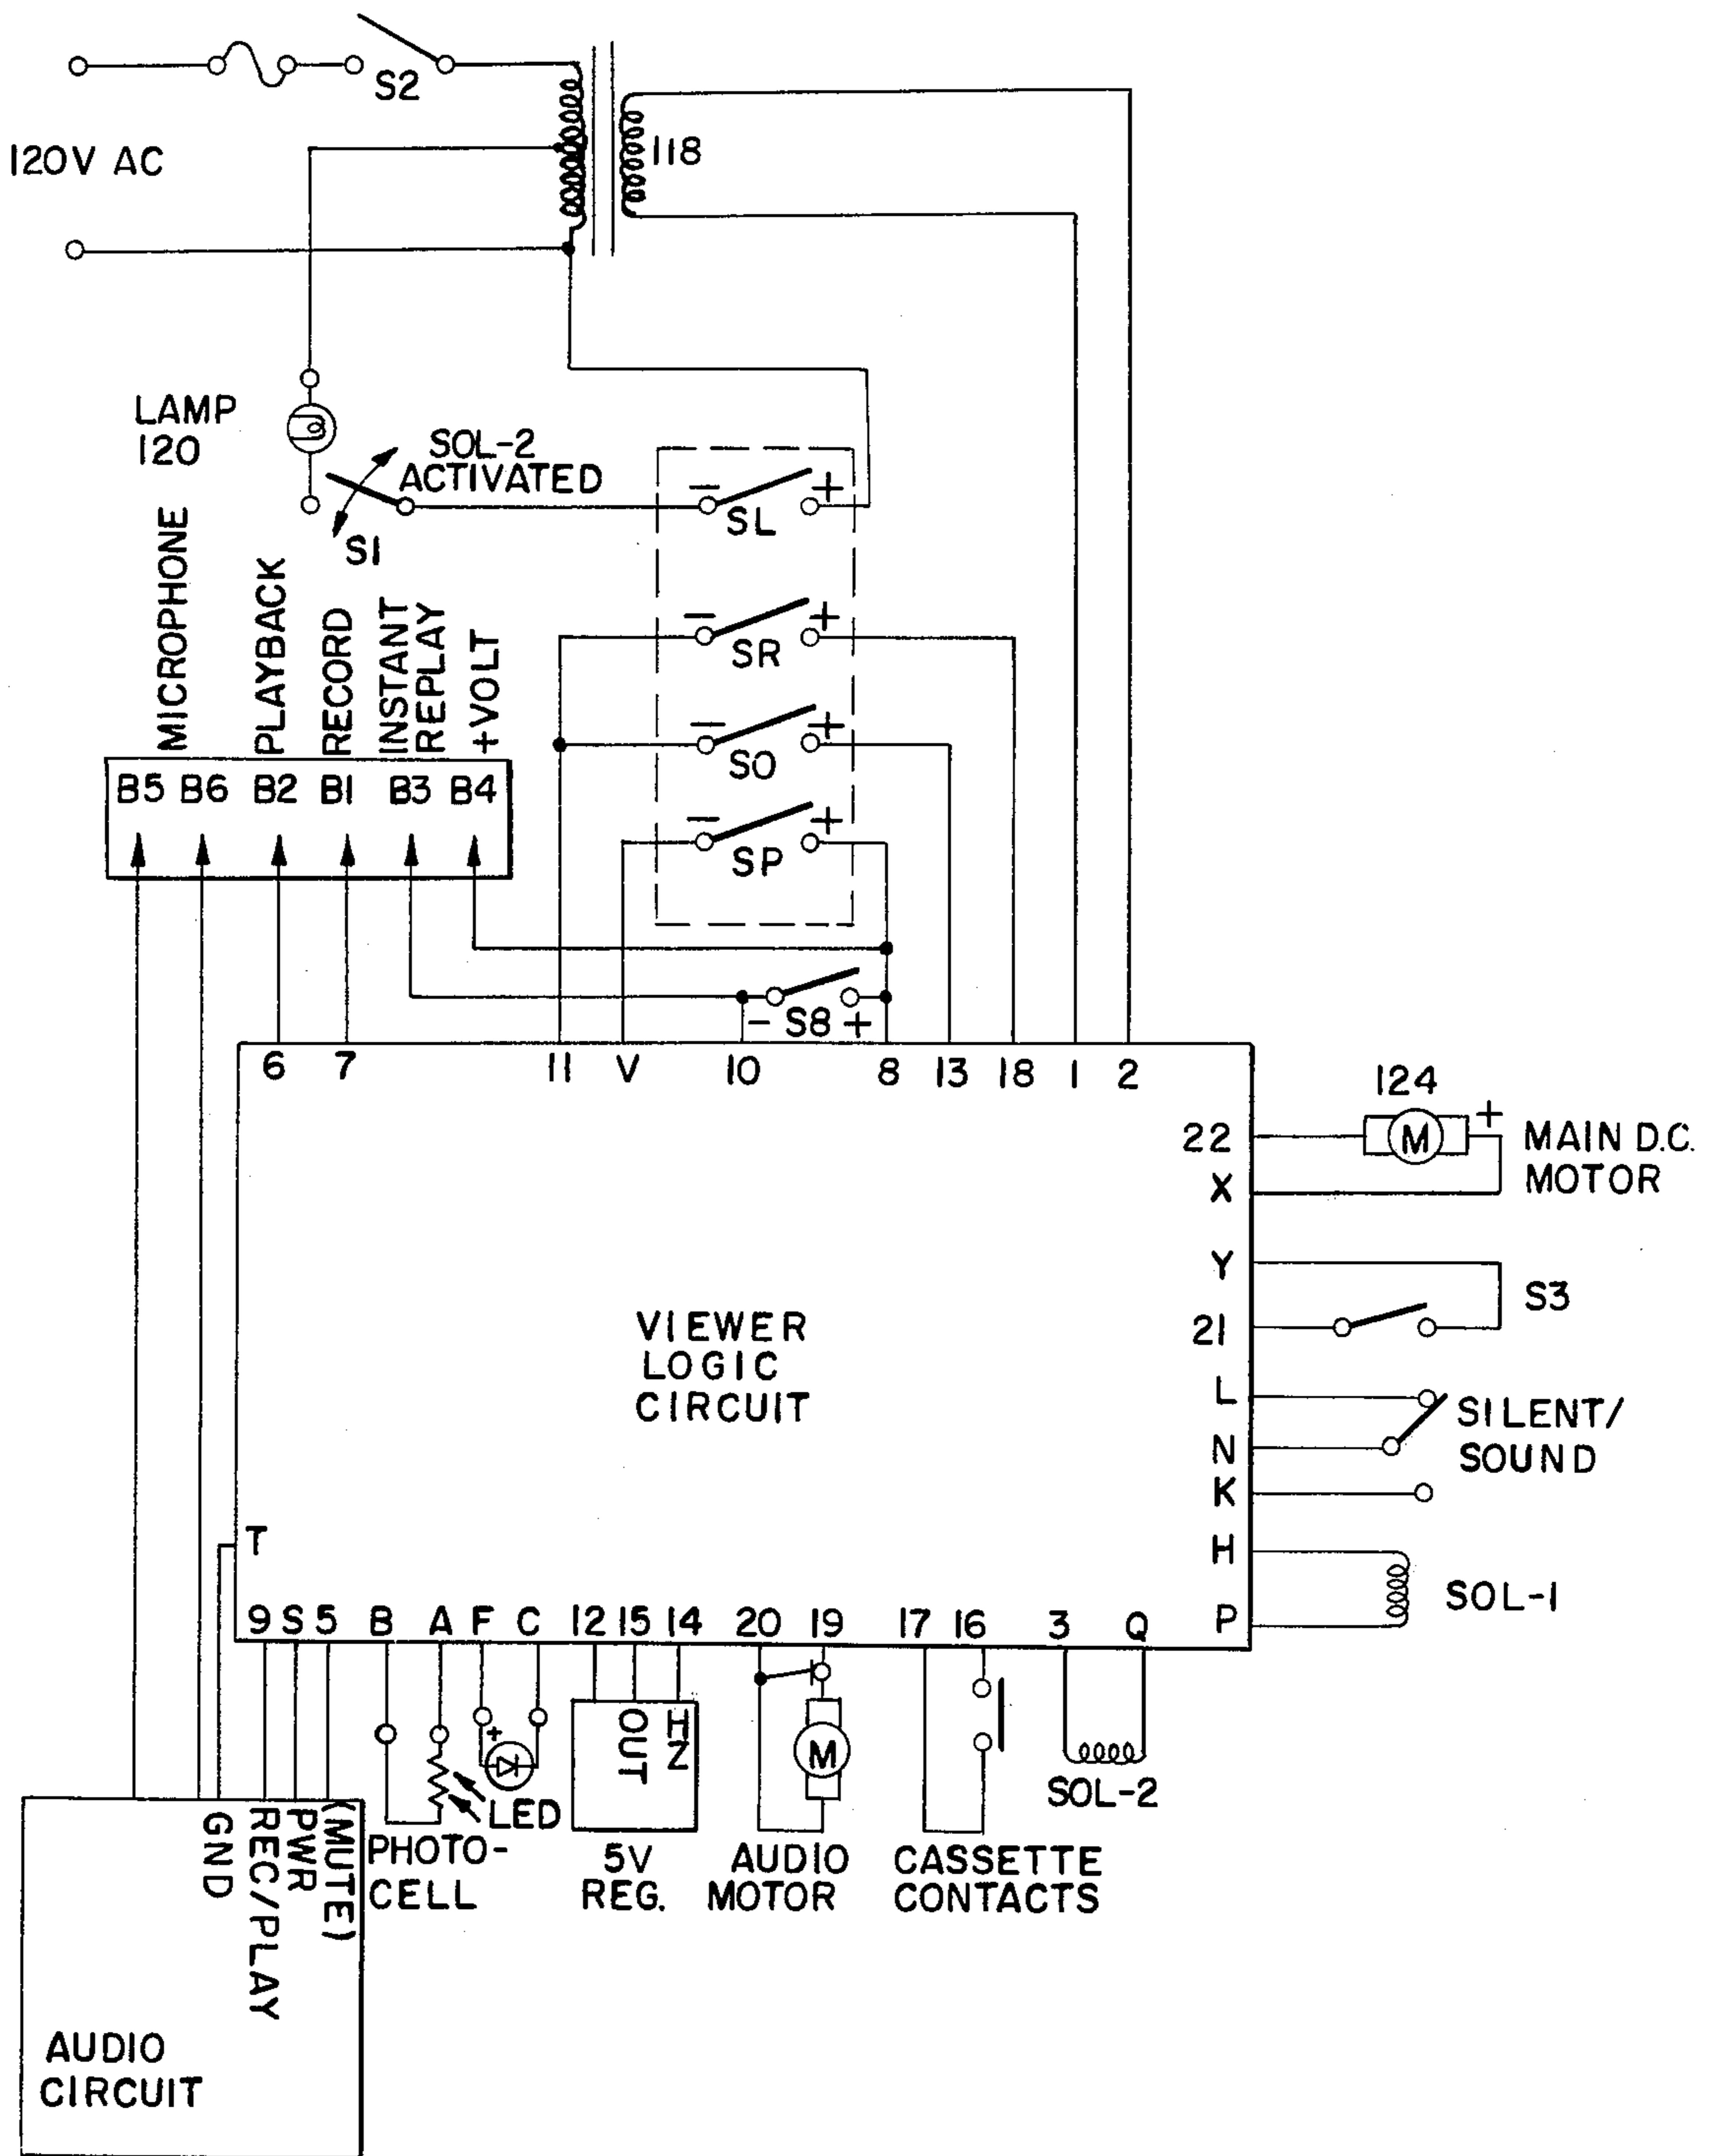 S2
120V AC
118
LAMP
120
SOL-2
ACTIVATED
S1
- SL +
- SR +
- SO +
- SP +
MICROPHONE
PLAYBACK
RECORD
INSTANT
REPLAY
+VOLT
B5 B6 B2 B1 B3 B4
- S8 +
6 7 11 V 10 8 13 18 1 2
124
+
M
MAIN D.C.
MOTOR
22
X
Y
21
S3
L
N
K
SILENT/
SOUND
H
P
SOL-1
VIEWER
LOGIC
CIRCUIT
T
9 S 5 B A F C 12 15 14 20 19 17 16 3 Q
GND
REC/PLAY
PWR
(MUTE)
+
LED
PHOTO-
CELL
OUT
HZ
5V
REG.
M
AUDIO
MOTOR
CASSETTE
CONTACTS
SOL-2
AUDIO
CIRCUIT